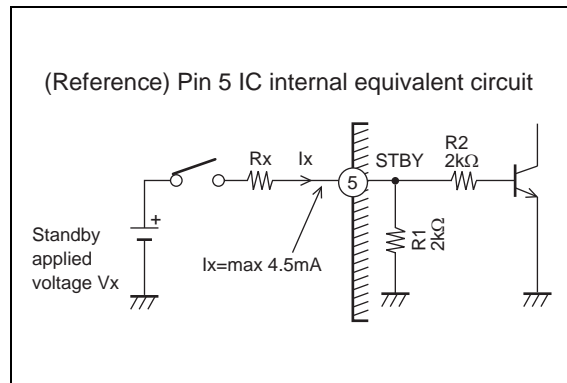 (Reference) Pin 5 IC internal equivalent circuit
Rx
Ix
5
STBY
R2
2kΩ
+
Standby
applied
voltage Vx
Ix=max 4.5mA
R1
2kΩ